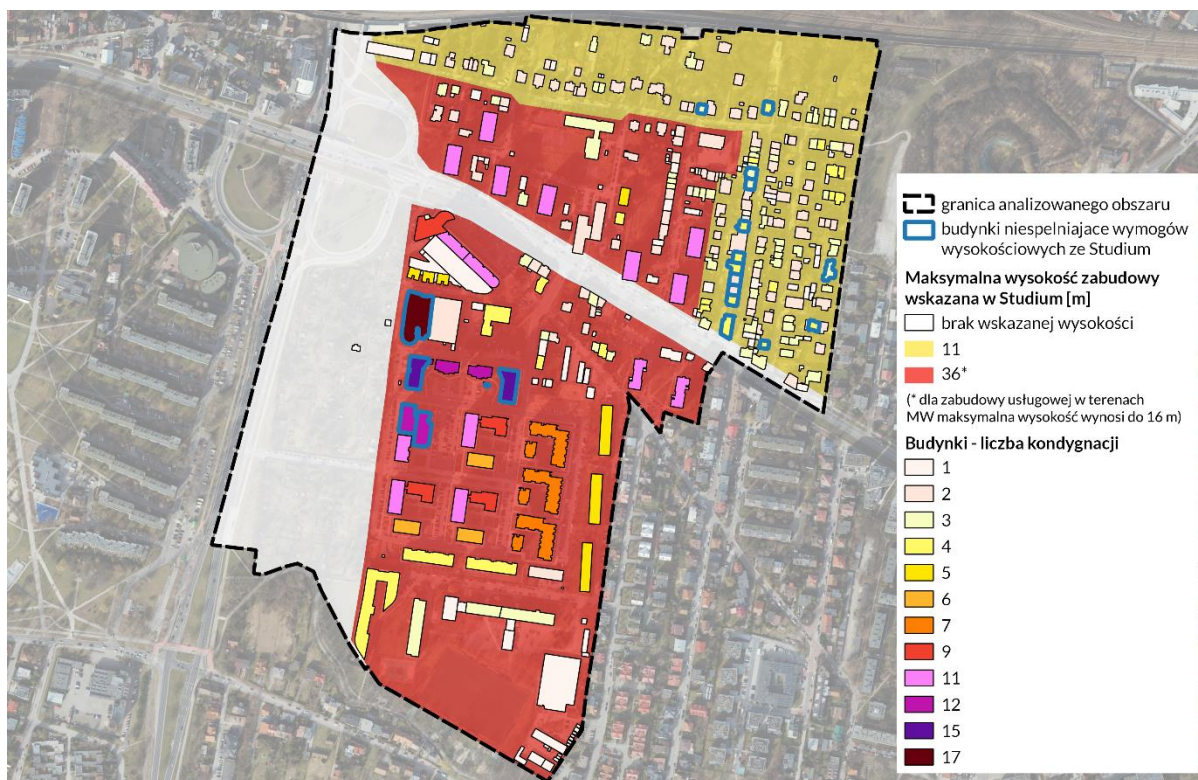 granica analizowanego obszaru
budynki niespełniajace wymogów
wysokościowych ze Studium
Maksymalna wysokość zabudowy
wskazana w Studium [m]
brak wskazanej wysokości
11
36*
(* dla zabudowy usługowej w terenach
MW maksymalna wysokość wynosi do 16 m)
Budynki - liczba kondygnacji
1
2
3
4
5
6
7
9
11
12
15
17